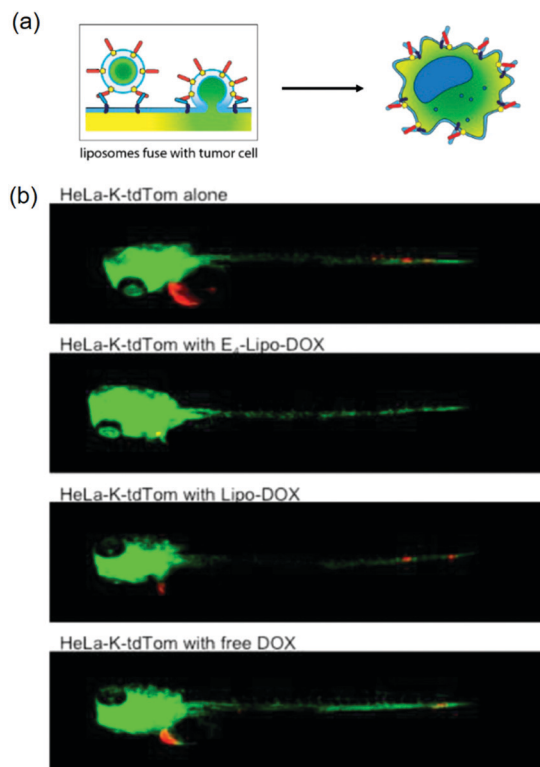 (a)
liposomes fuse with tumor cell
(b)
HeLa-K-tdTom alone
HeLa-K-tdTom with E₄-Lipo-DOX
HeLa-K-tdTom with Lipo-DOX
HeLa-K-tdTom with free DOX